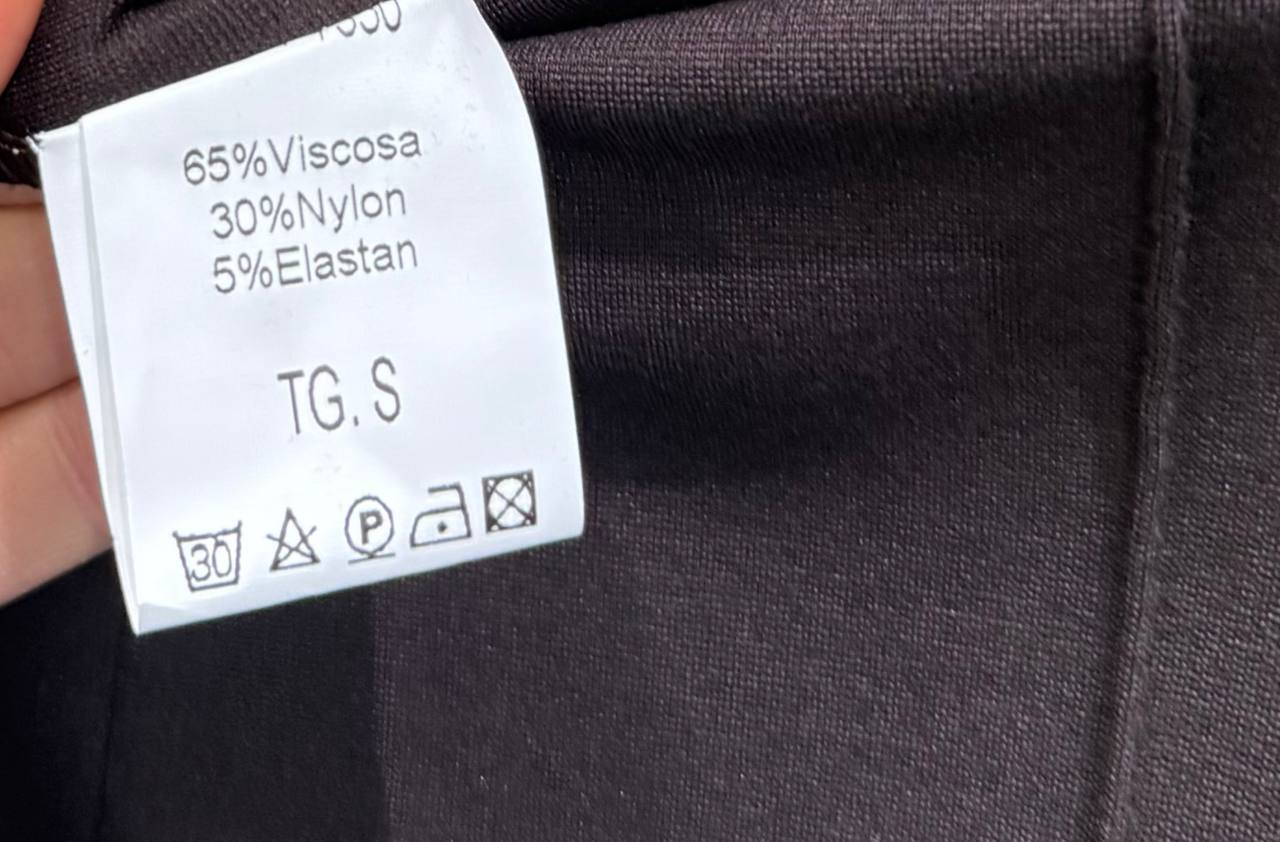 65%Viscosa
30%Nylon
5%Elastan
TG. S
30 P